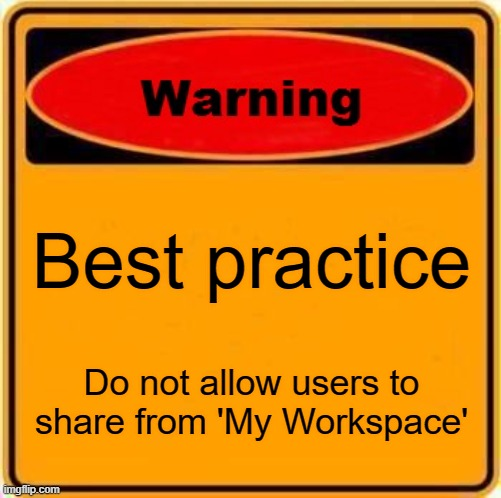 Warning
Best practice
Do not allow users to
share from 'My Workspace'
imgflip.com